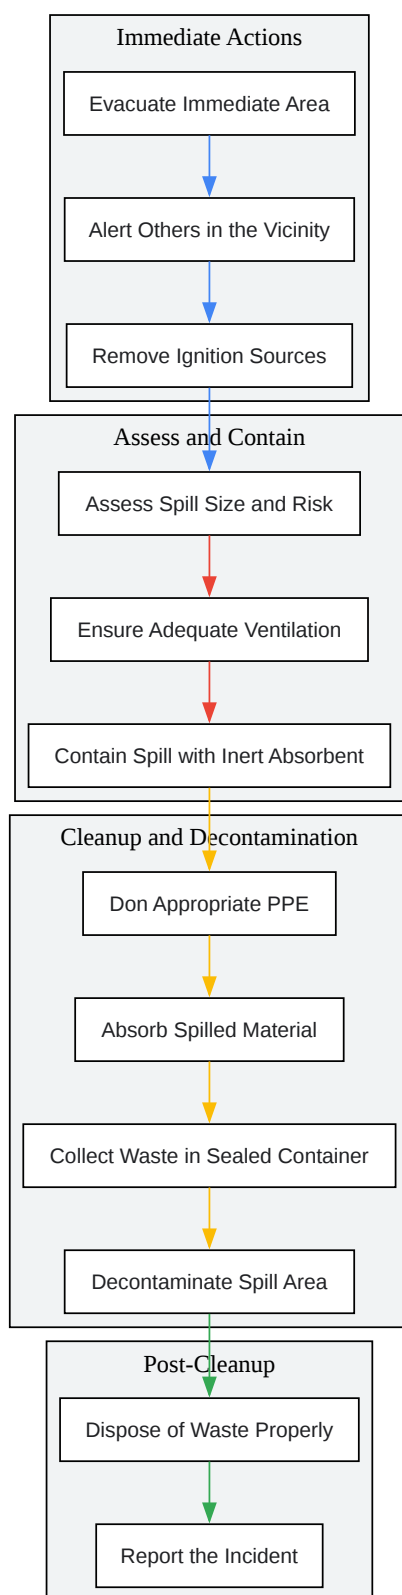 Immediate Actions
Evacuate Immediate Area
Alert Others in the Vicinity
Remove Ignition Sources
Assess and Contain
Assess Spill Size and Risk
Ensure Adequate Ventilation
Contain Spill with Inert Absorbent
Cleanup and Decontamination
Don Appropriate PPE
Absorb Spilled Material
Collect Waste in Sealed Container
Decontaminate Spill Area
Post-Cleanup
Dispose of Waste Properly
Report the Incident